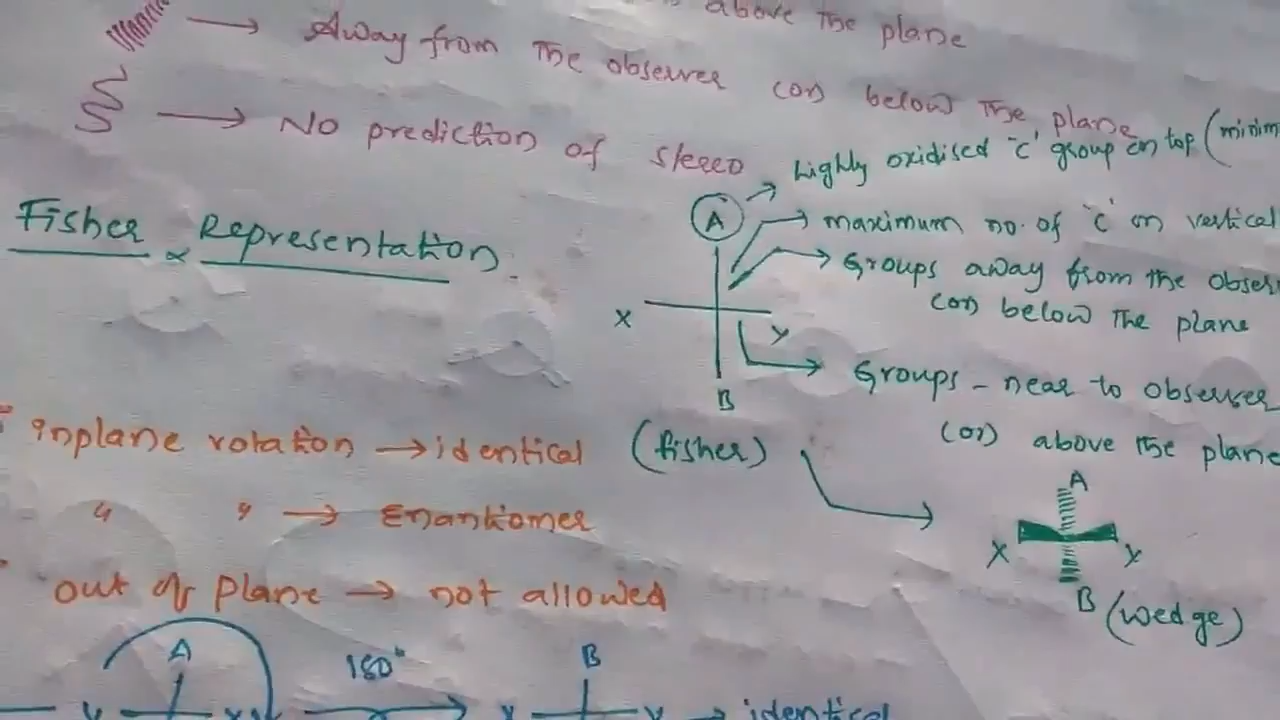 above the plane
→ Away from the observer (or) below the plane
→ No prediction of stereo
highly oxidised 'c' group on top (minim
Fisher Representation
A
maximum no. of 'c' on vertical
Groups away from the obser
(or) below the plane
X
y
Groups - near to observer
B
(or) above the plane
inplane rotation → identical
(fisher)
A
" " → Enantiomer
X
y
out of plane → not allowed
B
(wedge)
A
180°
B
→ identical